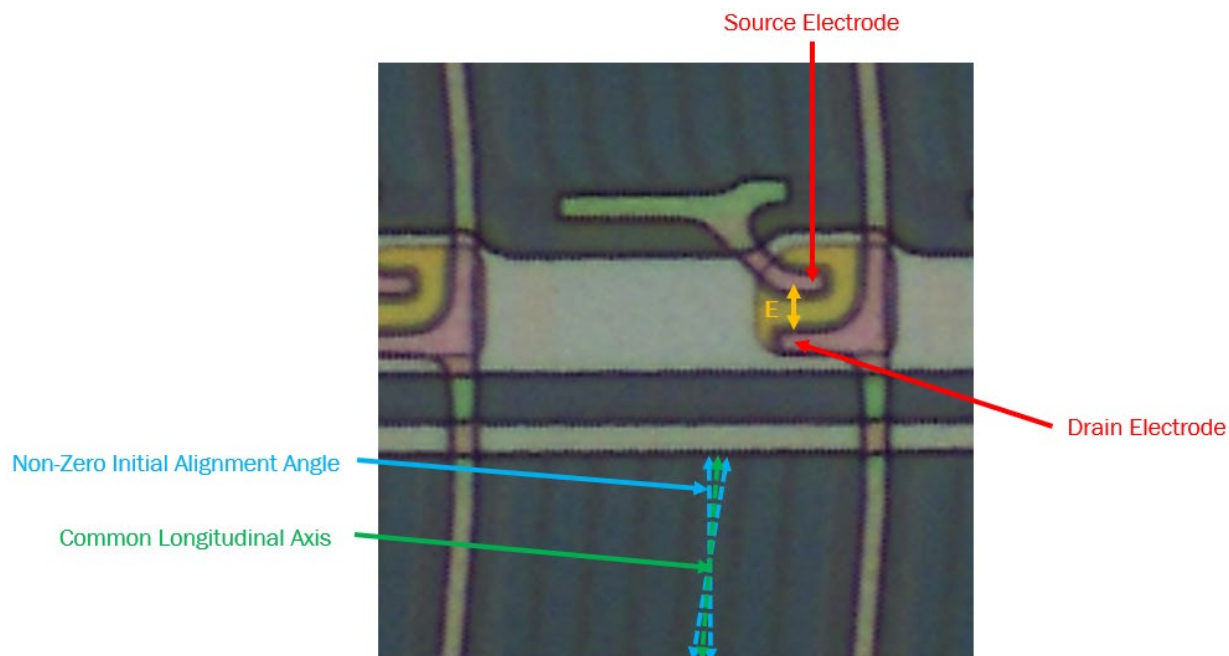 Source Electrode
E
Drain Electrode
Non-Zero Initial Alignment Angle
Common Longitudinal Axis